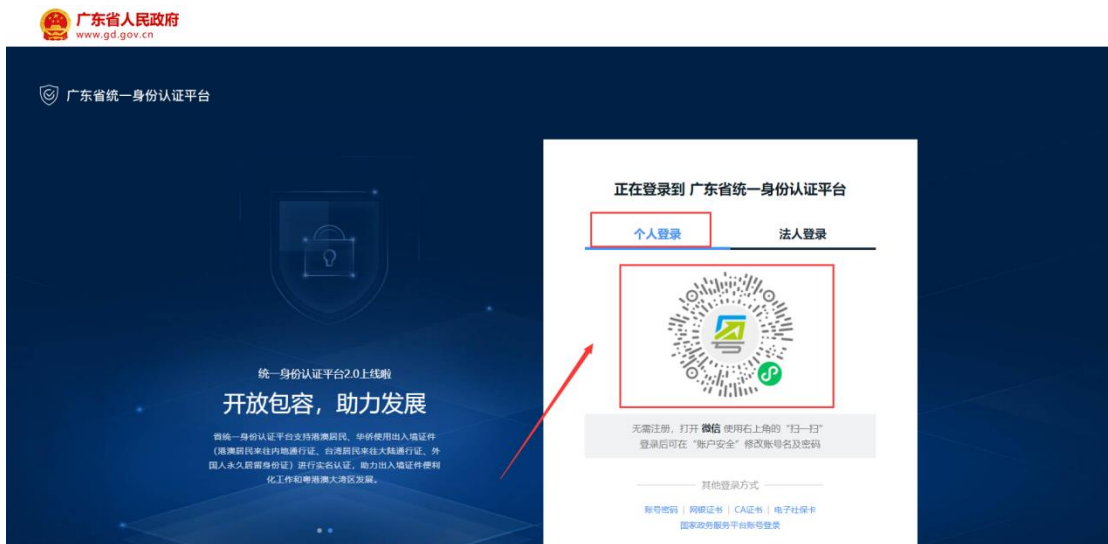 广东省人民政府
www.gd.gov.cn
广东省统一身份认证平台
统一身份认证平台2.0上线啦
开放包容，助力发展
省统一身份认证平台支持港澳居民、华侨使用出入境证件
（港澳居民来往内地通行证、台湾居民来往大陆通行证、外
国人永久居留身份证）进行实名认证，助力出入境证件便利
化工作和粤港澳大湾区发展。
正在登录到 广东省统一身份认证平台
个人登录 法人登录
无需注册，打开 微信 使用右上角的 “扫一扫”
登录后可在 “账户安全” 修改账号名及密码
其他登录方式
账号密码 | 网银证书 | CA证书 | 电子社保卡
国家政务服务平台账号登录